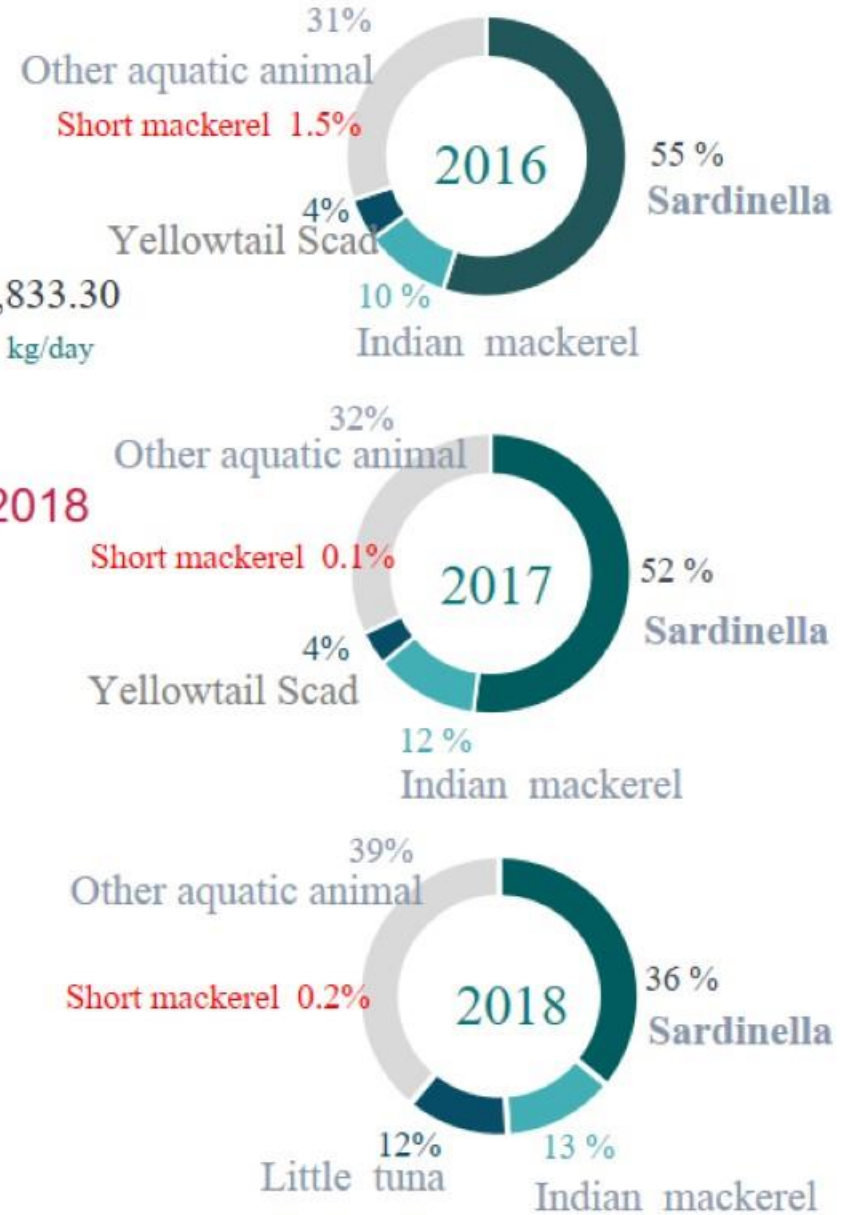 31%
Other aquatic animal
Short mackerel 1.5%
2016
55 %
Sardinella
4%
Yellowtail Scad
,833.30
kg/day
10 %
Indian mackerel
32%
Other aquatic animal
2018
Short mackerel 0.1%
2017
52 %
Sardinella
4%
Yellowtail Scad
12 %
Indian mackerel
39%
Other aquatic animal
Short mackerel 0.2%
2018
36 %
Sardinella
12%
Little tuna
13 %
Indian mackerel